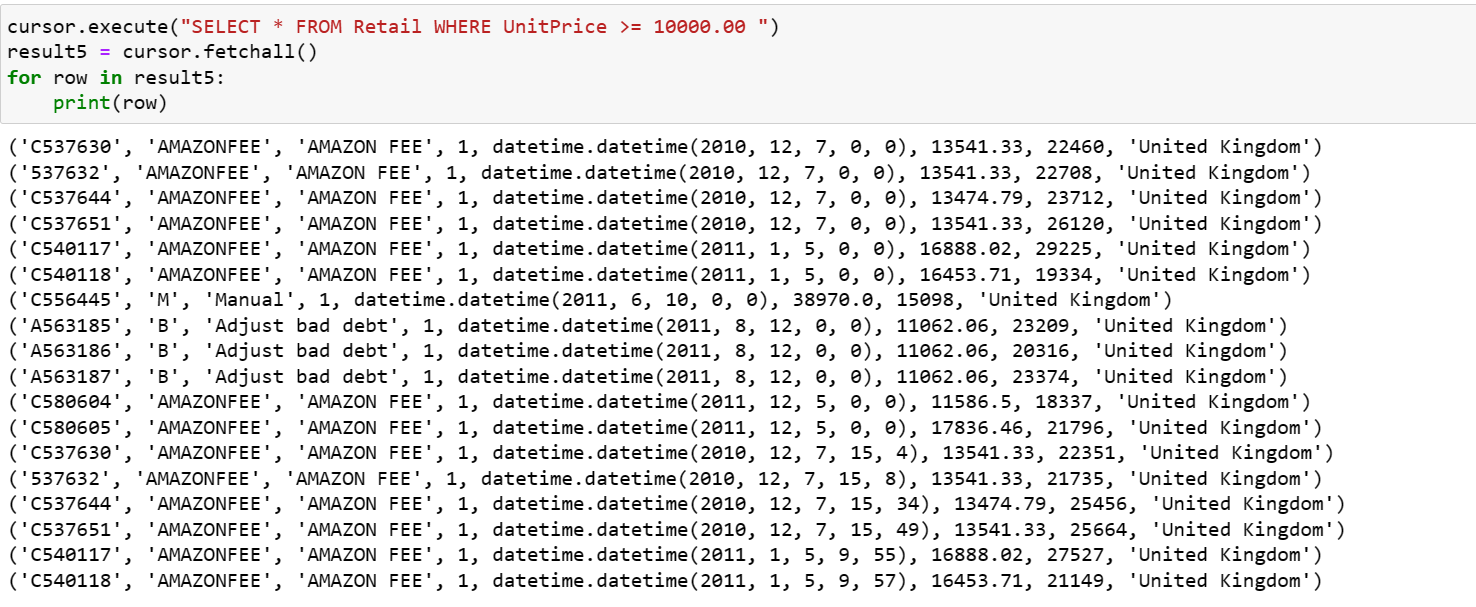 cursor.execute("SELECT * FROM Retail WHERE UnitPrice >= 10000.00 ")
result5 = cursor.fetchall()
for row in result5:
    print(row)
('C537630', 'AMAZONFEE', 'AMAZON FEE', 1, datetime.datetime(2010, 12, 7, 0, 0), 13541.33, 22460, 'United Kingdom')
('537632', 'AMAZONFEE', 'AMAZON FEE', 1, datetime.datetime(2010, 12, 7, 0, 0), 13541.33, 22708, 'United Kingdom')
('C537644', 'AMAZONFEE', 'AMAZON FEE', 1, datetime.datetime(2010, 12, 7, 0, 0), 13474.79, 23712, 'United Kingdom')
('C537651', 'AMAZONFEE', 'AMAZON FEE', 1, datetime.datetime(2010, 12, 7, 0, 0), 13541.33, 26120, 'United Kingdom')
('C540117', 'AMAZONFEE', 'AMAZON FEE', 1, datetime.datetime(2011, 1, 5, 0, 0), 16888.02, 29225, 'United Kingdom')
('C540118', 'AMAZONFEE', 'AMAZON FEE', 1, datetime.datetime(2011, 1, 5, 0, 0), 16453.71, 19334, 'United Kingdom')
('C556445', 'M', 'Manual', 1, datetime.datetime(2011, 6, 10, 0, 0), 38970.0, 15098, 'United Kingdom')
('A563185', 'B', 'Adjust bad debt', 1, datetime.datetime(2011, 8, 12, 0, 0), 11062.06, 23209, 'United Kingdom')
('A563186', 'B', 'Adjust bad debt', 1, datetime.datetime(2011, 8, 12, 0, 0), 11062.06, 20316, 'United Kingdom')
('A563187', 'B', 'Adjust bad debt', 1, datetime.datetime(2011, 8, 12, 0, 0), 11062.06, 23374, 'United Kingdom')
('C580604', 'AMAZONFEE', 'AMAZON FEE', 1, datetime.datetime(2011, 12, 5, 0, 0), 11586.5, 18337, 'United Kingdom')
('C580605', 'AMAZONFEE', 'AMAZON FEE', 1, datetime.datetime(2011, 12, 5, 0, 0), 17836.46, 21796, 'United Kingdom')
('C537630', 'AMAZONFEE', 'AMAZON FEE', 1, datetime.datetime(2010, 12, 7, 15, 4), 13541.33, 22351, 'United Kingdom')
('537632', 'AMAZONFEE', 'AMAZON FEE', 1, datetime.datetime(2010, 12, 7, 15, 8), 13541.33, 21735, 'United Kingdom')
('C537644', 'AMAZONFEE', 'AMAZON FEE', 1, datetime.datetime(2010, 12, 7, 15, 34), 13474.79, 25456, 'United Kingdom')
('C537651', 'AMAZONFEE', 'AMAZON FEE', 1, datetime.datetime(2010, 12, 7, 15, 49), 13541.33, 25664, 'United Kingdom')
('C540117', 'AMAZONFEE', 'AMAZON FEE', 1, datetime.datetime(2011, 1, 5, 9, 55), 16888.02, 27527, 'United Kingdom')
('C540118', 'AMAZONFEE', 'AMAZON FEE', 1, datetime.datetime(2011, 1, 5, 9, 57), 16453.71, 21149, 'United Kingdom')